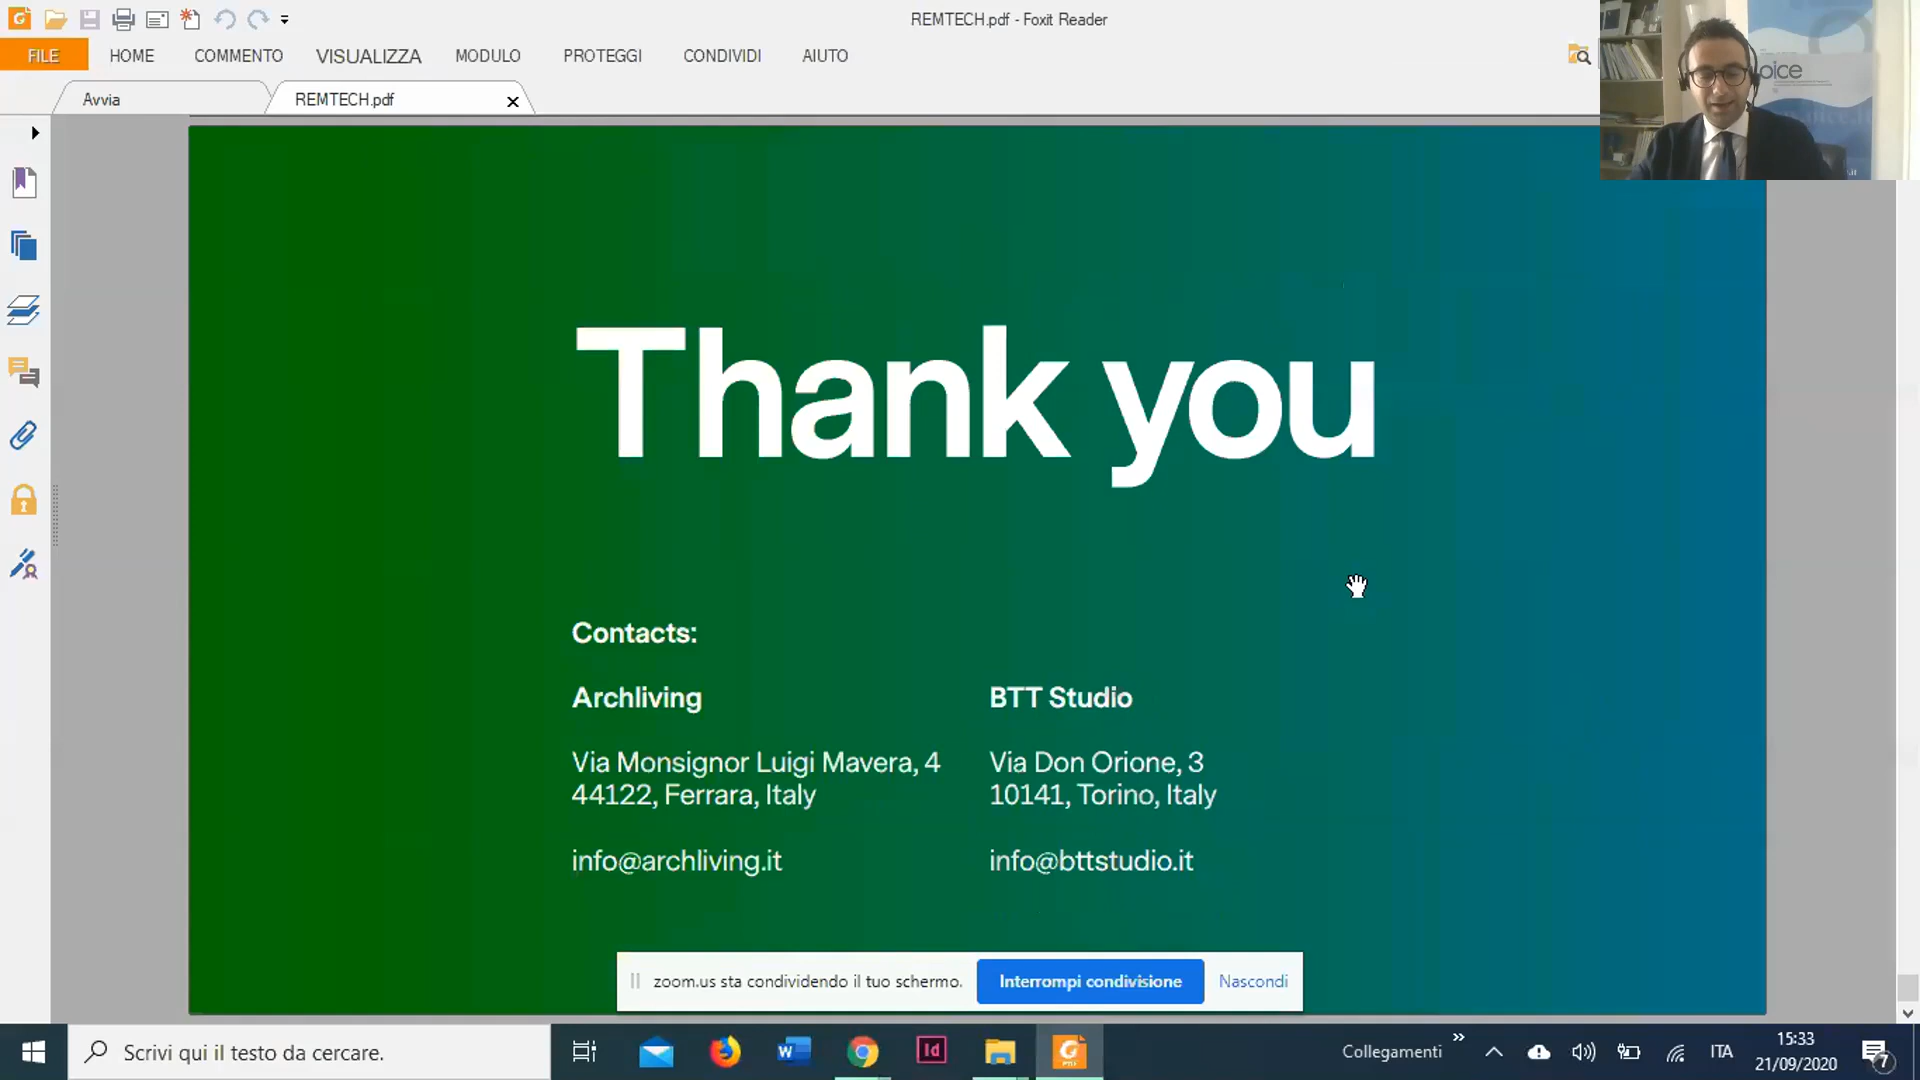 REMTECH.pdf - Foxit Reader
FILE
HOME
COMMENTO
VISUALIZZA
MODULO
PROTEGGI
CONDIVIDI
AIUTO
Avvia
REMTECH.pdf
oice
Thank you
Contacts:
Archliving
Via Monsignor Luigi Mavera, 4
44122, Ferrara, Italy
info@archliving.it
BTT Studio
Via Don Orione, 3
10141, Torino, Italy
info@bttstudio.it
zoom.us sta condividendo il tuo schermo.
Interrompi condivisione
Nascondi
Scrivi qui il testo da cercare.
Collegamenti
ITA
15:33
21/09/2020
7